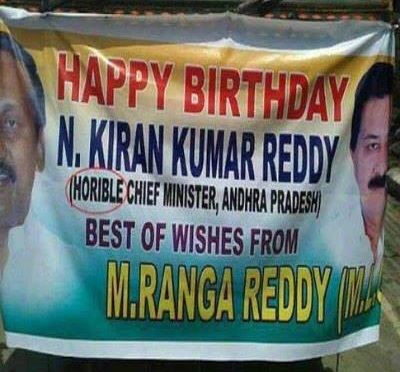 HAPPY BIRTHDAY
N. KIRAN KUMAR REDDY
(HORIBLE CHIEF MINISTER, ANDHRA PRADESH)
BEST OF WISHES FROM
M.RANGA REDDY (M.L.